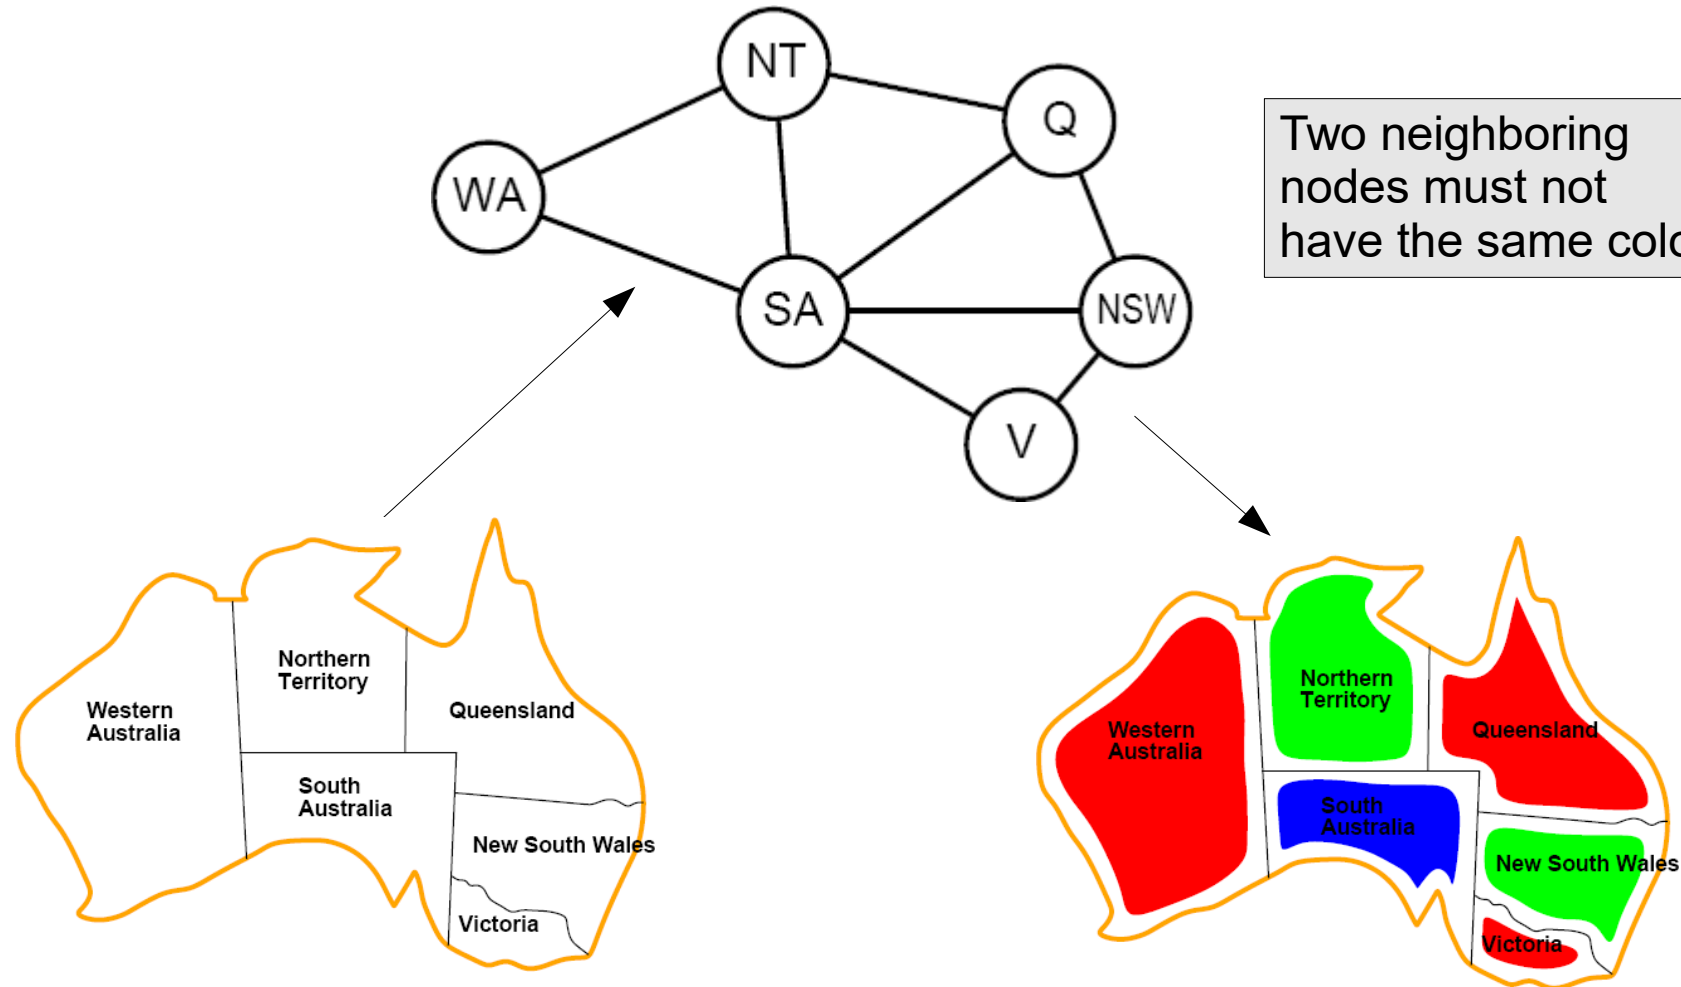 NT
Q
WA
SA
NSW
V
Two neighboring
nodes must not
have the same colo
Northern
Territory
Western
Australia
Queensland
South
Australia
New South Wales
Victoria
Northern
Territory
Western
Australia
Queensland
South
Australia
New South Wales
Victoria